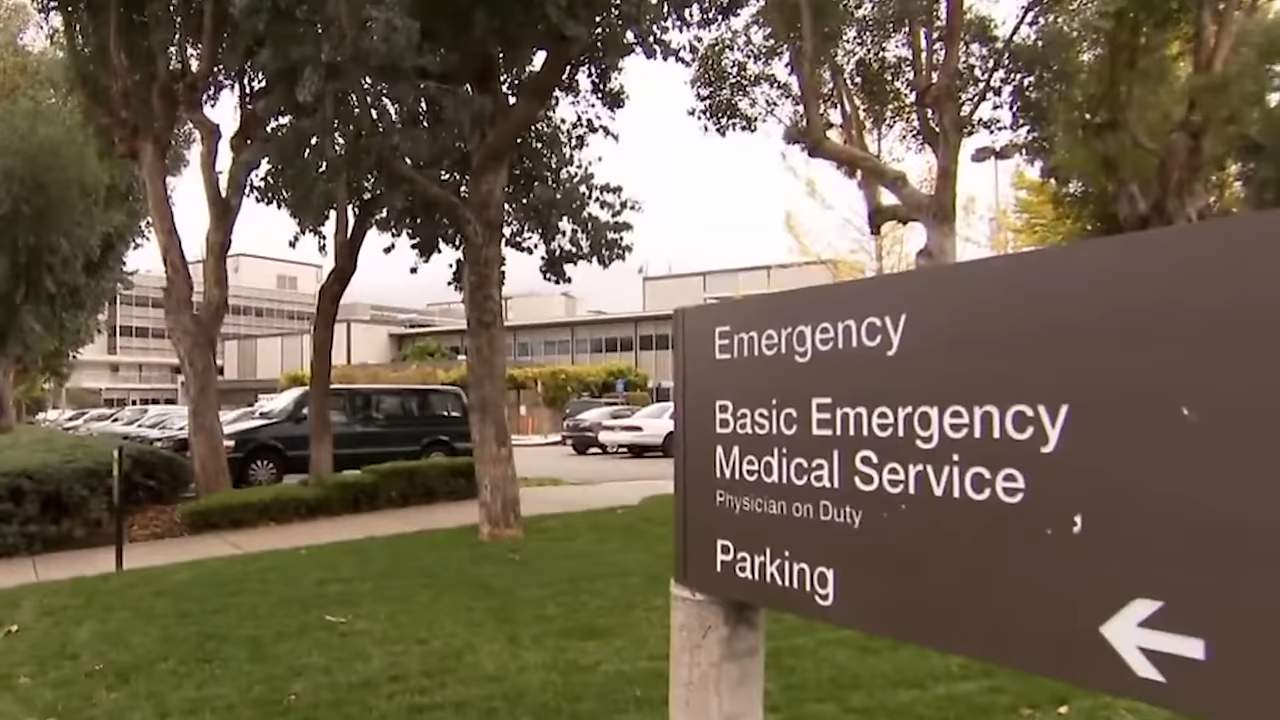 Emergency
Basic Emergency
Medical Service
Physician on Duty
Parking